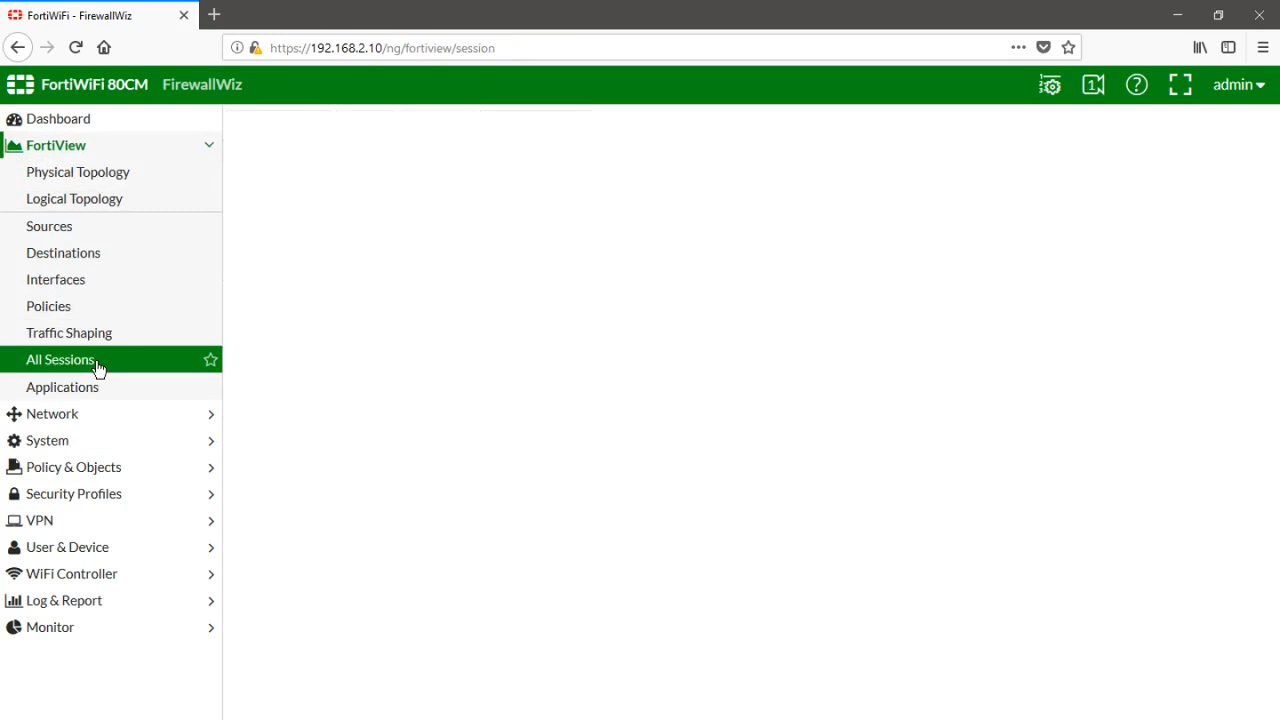 FortiWiFi - FirewallWiz
https://192.168.2.10/ng/fortiview/session
FortiWiFi 80CM FirewallWiz
1
admin
Dashboard
FortiView
Physical Topology
Logical Topology
Sources
Destinations
Interfaces
Policies
Traffic Shaping
All Sessions
Applications
Network
System
Policy & Objects
Security Profiles
VPN
User & Device
WiFi Controller
Log & Report
Monitor